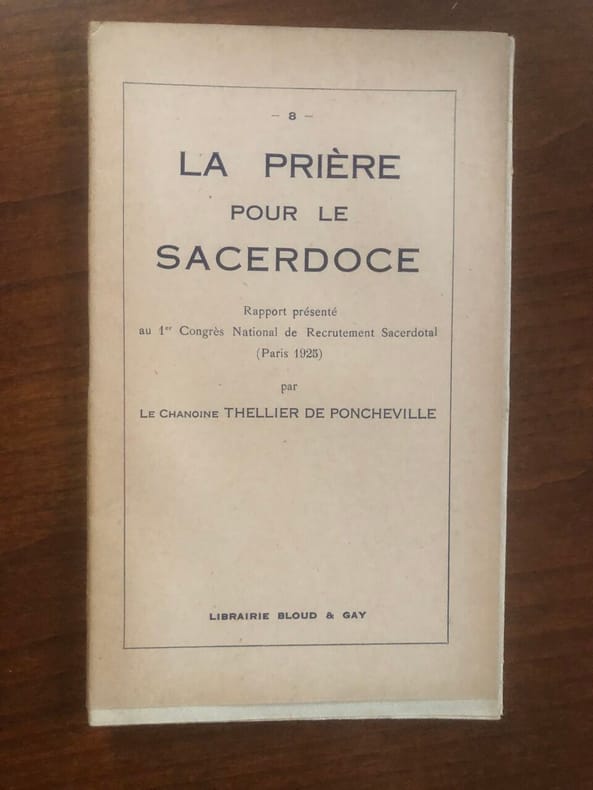 – 8 –
LA PRIÈRE
POUR LE
SACERDOCE
Rapport présenté
au 1er Congrès National de Recrutement Sacerdotal
(Paris 1925)
par
LE CHANOINE THELLIER DE PONCHEVILLE
LIBRAIRIE BLOUD & GAY